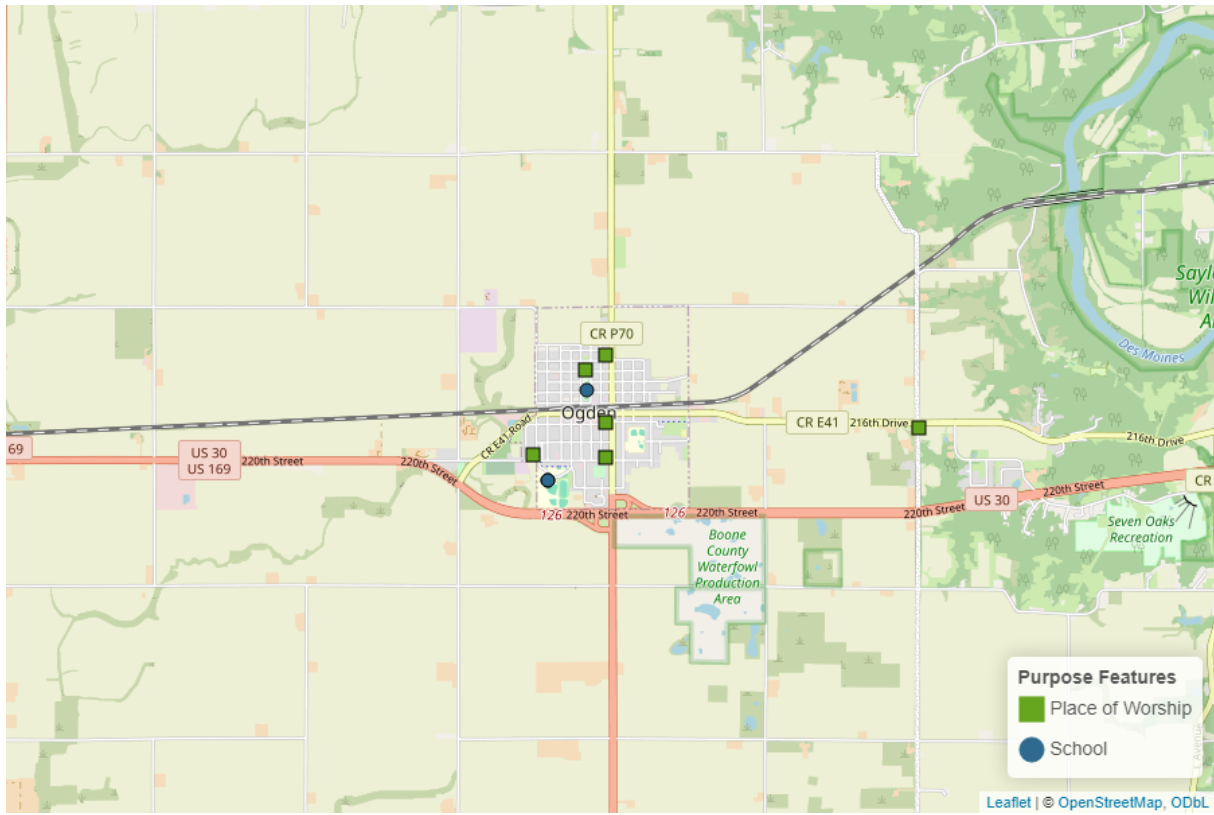 CR P70
Sayl
Wil
A
Des Moines
Ogden
CR E41 Road
CR E41
216th Drive
216th Drive
69
US 30
US 169
220th Street
220th Street
220th Street
CR
US 30
220th Street
126
220th Street
126
220th Street
Seven Oaks
Recreation
Boone
County
Waterfowl
Production
Area
Purpose Features
Place of Worship
School
Leaflet | © OpenStreetMap, ODbL